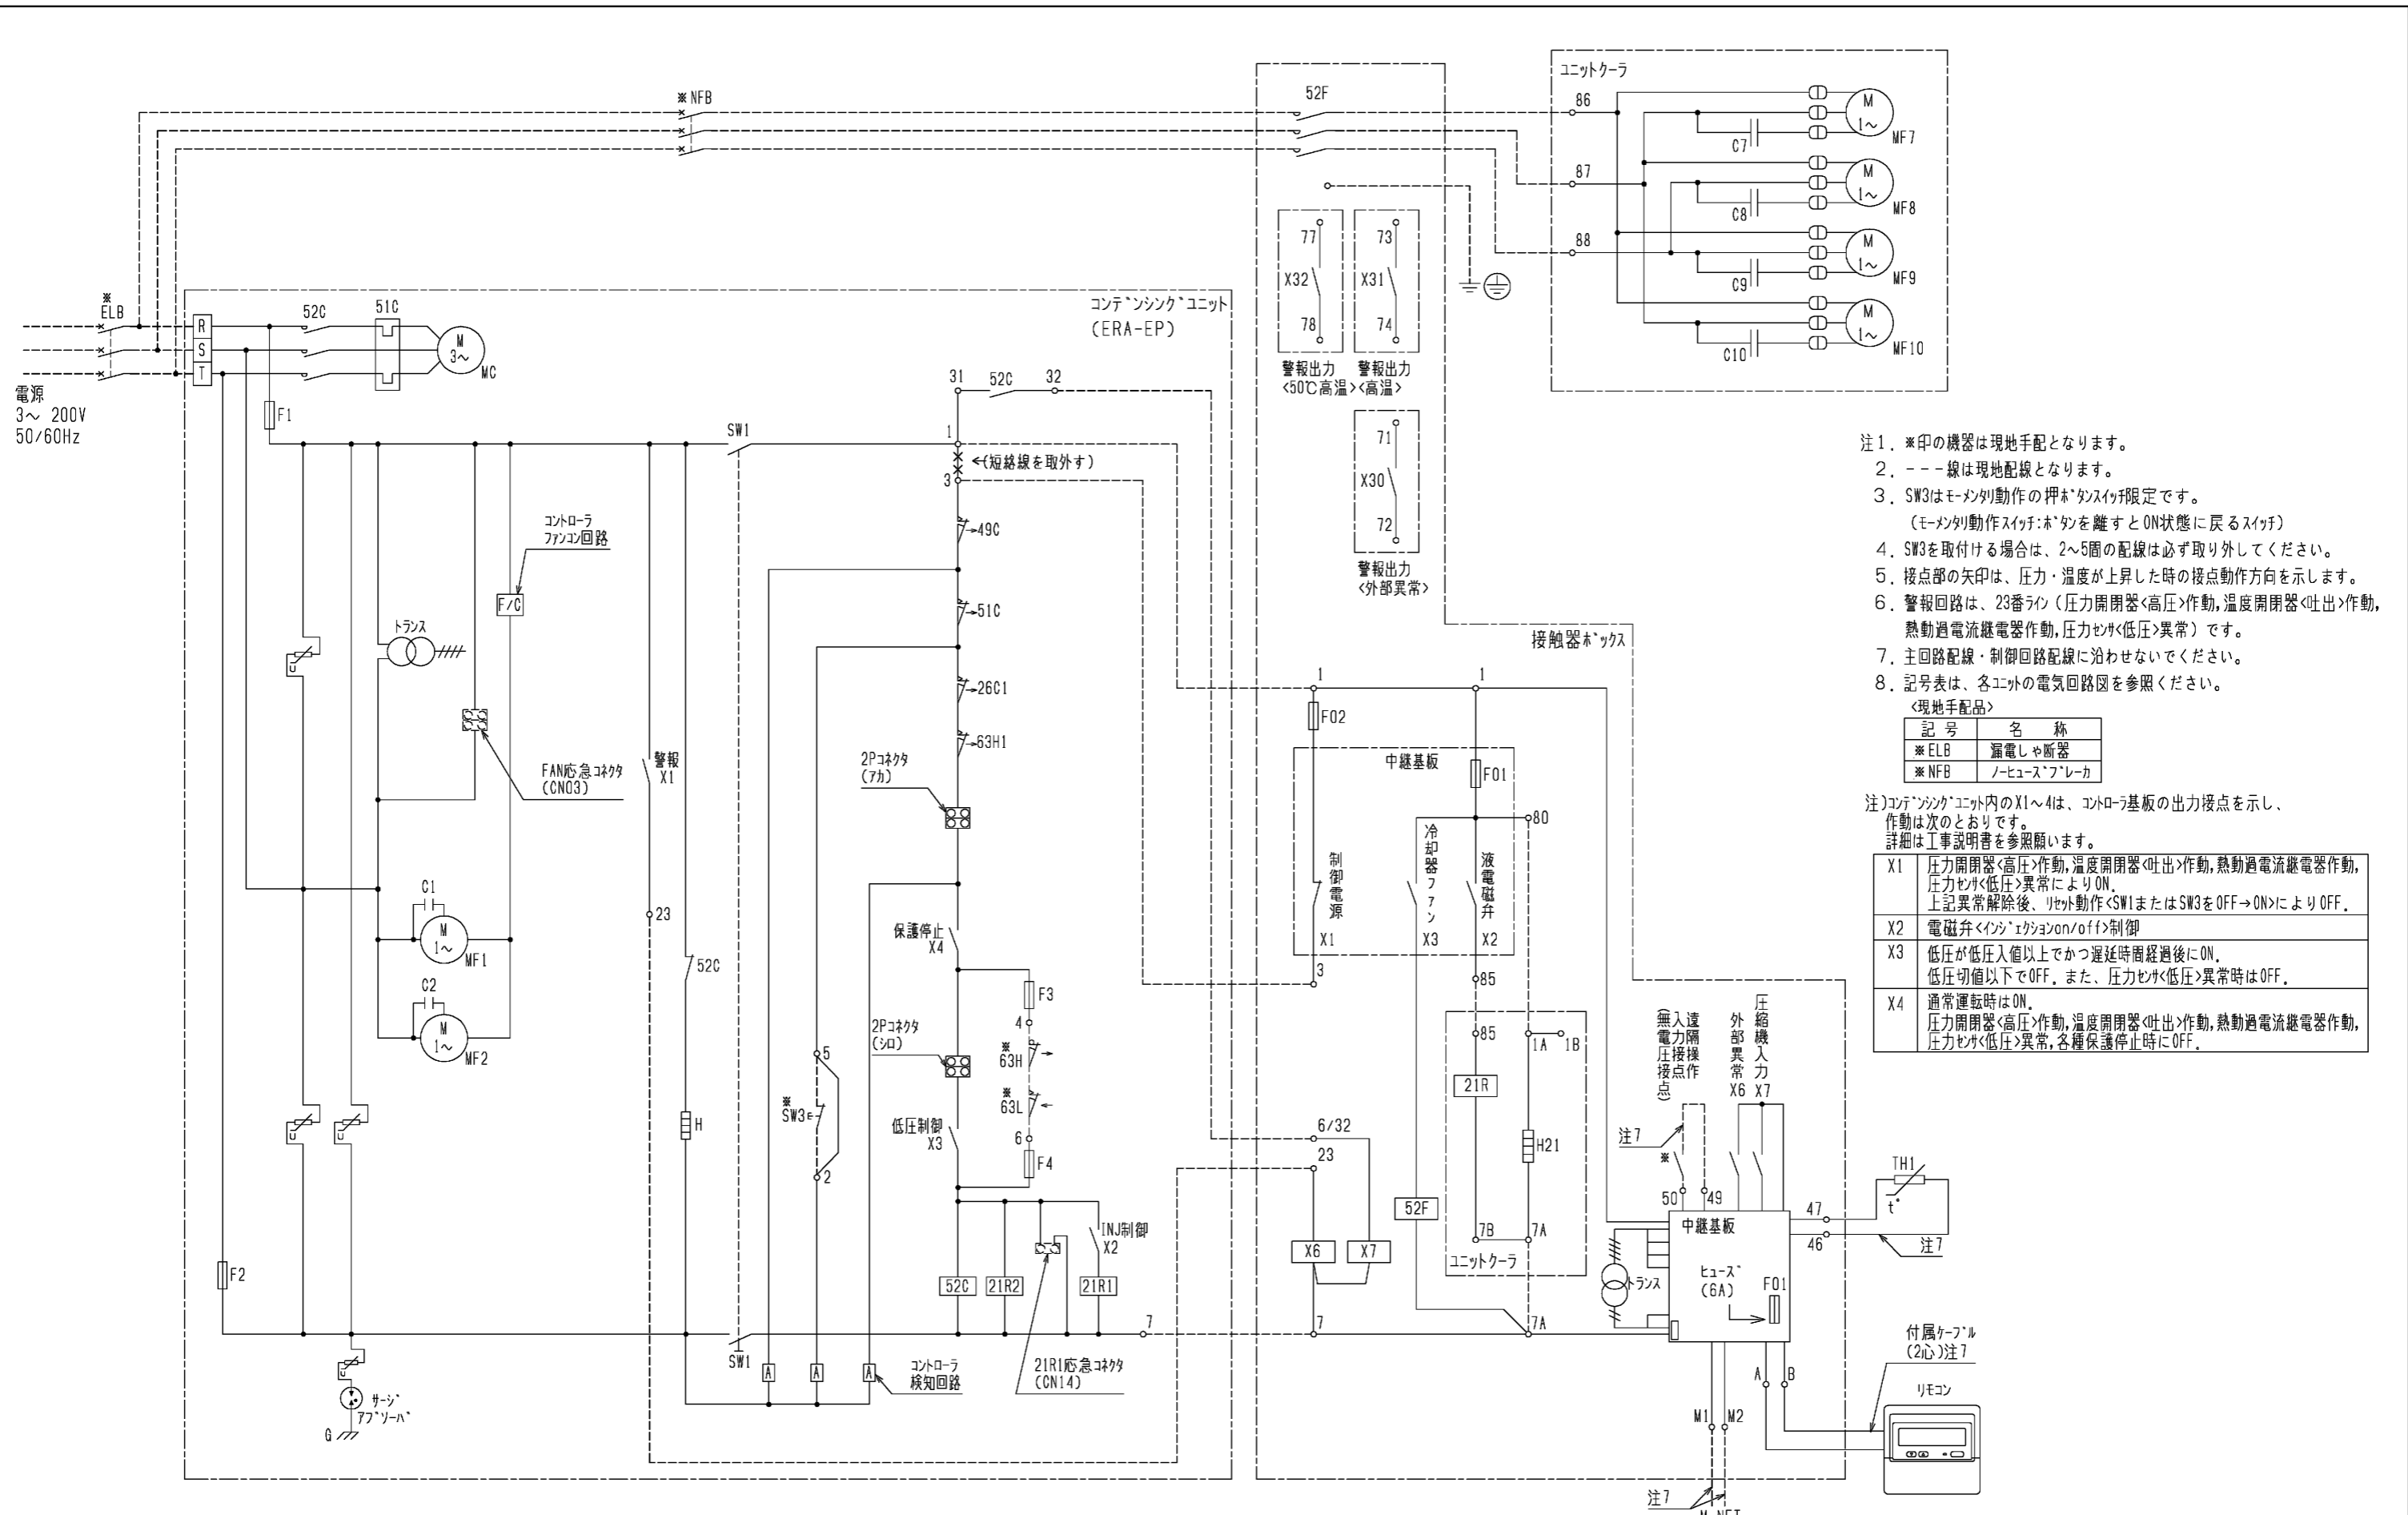 ※NFB
52F
ユニットクーラ
86
M
1～
MF7
C7
87
M
1～
MF8
C8
88
M
1～
MF9
C9
M
1～
MF10
C10
77
X32
78
警報出力
<50℃高温>
73
X31
74
警報出力
<高温>
71
X30
72
警報出力
<外部異常>
接触器ボックス
※
ELB
電源
3～ 200V
50/60Hz
R
S
T
52C
51C
M
3～
MC
コンデンシングユニット
(ERA-EP)
F1
SW1
31
52C
32
1
←(短絡線を取外す)
3
→49C
→51C
→26C1
→63H1
コントローラ
ファンコン回路
F/C
トランス
U
FAN応急コネクタ
(CN03)
警報
X1
23
2Pコネクタ
(アカ)
保護停止
X4
52C
H
C1
M
1～
MF1
C2
M
1～
MF2
U
U
F3
4
※
63H
※
63L
6
F4
2Pコネクタ
(シロ)
低圧制御
X3
5
※
SW3
2
INJ制御
X2
52C
21R2
21R1
F2
SW1
7
A
A
A
コントローラ
検知回路
21R1応急コネクタ
(CN14)
U
サージ
アブソーバ
G
1
1
F02
中継基板
F01
80
制御電源
X1
冷却器ファン
X3
液電磁弁
X2
3
85
85
1A
1B
21R
H21
7B
7A
ユニットクーラ
6/32
23
52F
X6
X7
7
7A
遠隔操作
入力接点
(無電圧接点)
外部異常
X6
圧縮機入力
X7
注7
※
50
49
中継基板
ヒューズ
(6A)
F01
トランス
47
46
TH1
t°
注7
A
B
M1
M2
注7
付属ケーブル
(2心)注7
リモコン
注1. ※印の機器は現地手配となります。
2. ---線は現地配線となります。
3. SW3はモーメンタリ動作の押ボタンスイッチ限定です。
(モーメンタリ動作スイッチ:ボタンを離すとON状態に戻るスイッチ)
4. SW3を取付ける場合は、2～5間の配線は必ず取り外してください。
5. 接点部の矢印は、圧力・温度が上昇した時の接点動作方向を示します。
6. 警報回路は、23番ライン(圧力開閉器<高圧>作動,温度開閉器<吐出>作動,
熱動過電流継電器作動,圧力センサ<低圧>異常)です。
7. 主回路配線・制御回路配線に沿わせないでください。
8. 記号表は、各ユニットの電気回路図を参照ください。
<現地手配品>
記号 名 称
※ELB 漏電しゃ断器
※NFB ノーヒューズブレーカ
注)コンデンシングユニット内のX1～4は、コントローラ基板の出力接点を示し、
作動は次のとおりです。
詳細は工事説明書を参照願います。
X1 圧力開閉器<高圧>作動,温度開閉器<吐出>作動,熱動過電流継電器作動,
圧力センサ<低圧>異常によりON.
上記異常解除後、リセット動作<SW1またはSW3をOFF→ON>によりOFF.
X2 電磁弁<インジェクションon/off>制御
X3 低圧が低圧入値以上でかつ遅延時間経過後にON.
低圧切値以下でOFF. また、圧力センサ<低圧>異常時はOFF.
X4 通常運転時はON.
圧力開閉器<高圧>作動,温度開閉器<吐出>作動,熱動過電流継電器作動,
圧力センサ<低圧>異常,各種保護停止時にOFF.